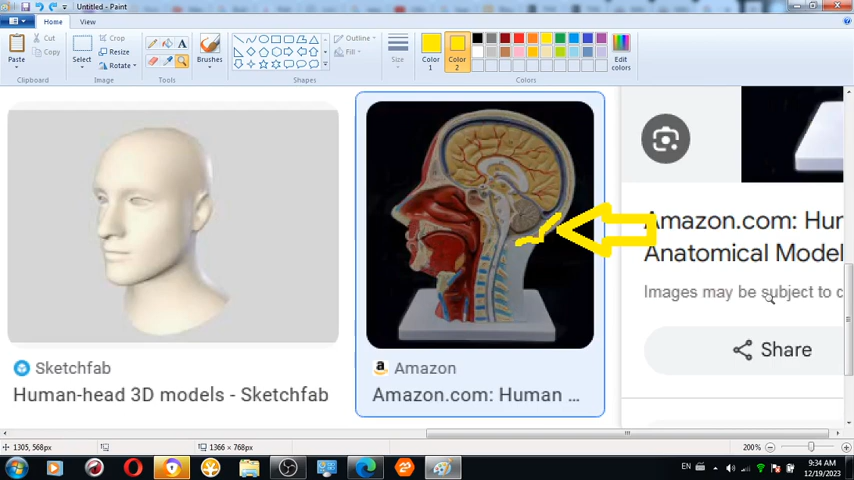 Untitled - Paint
Home View
Paste
Cut
Copy
Clipboard
Select
Crop
Resize
Rotate
Image
A
Tools
Brushes
Outline
Fill
Shapes
Size
Color
1
Color
2
Colors
Edit
colors
Sketchfab
Human-head 3D models - Sketchfab
a Amazon
Amazon.com: Human ...
Amazon.com: Hur
Anatomical Model
Images may be subject to c
Share
1305, 568px
1366 × 768px
200%
EN
9:34 AM
12/19/2023